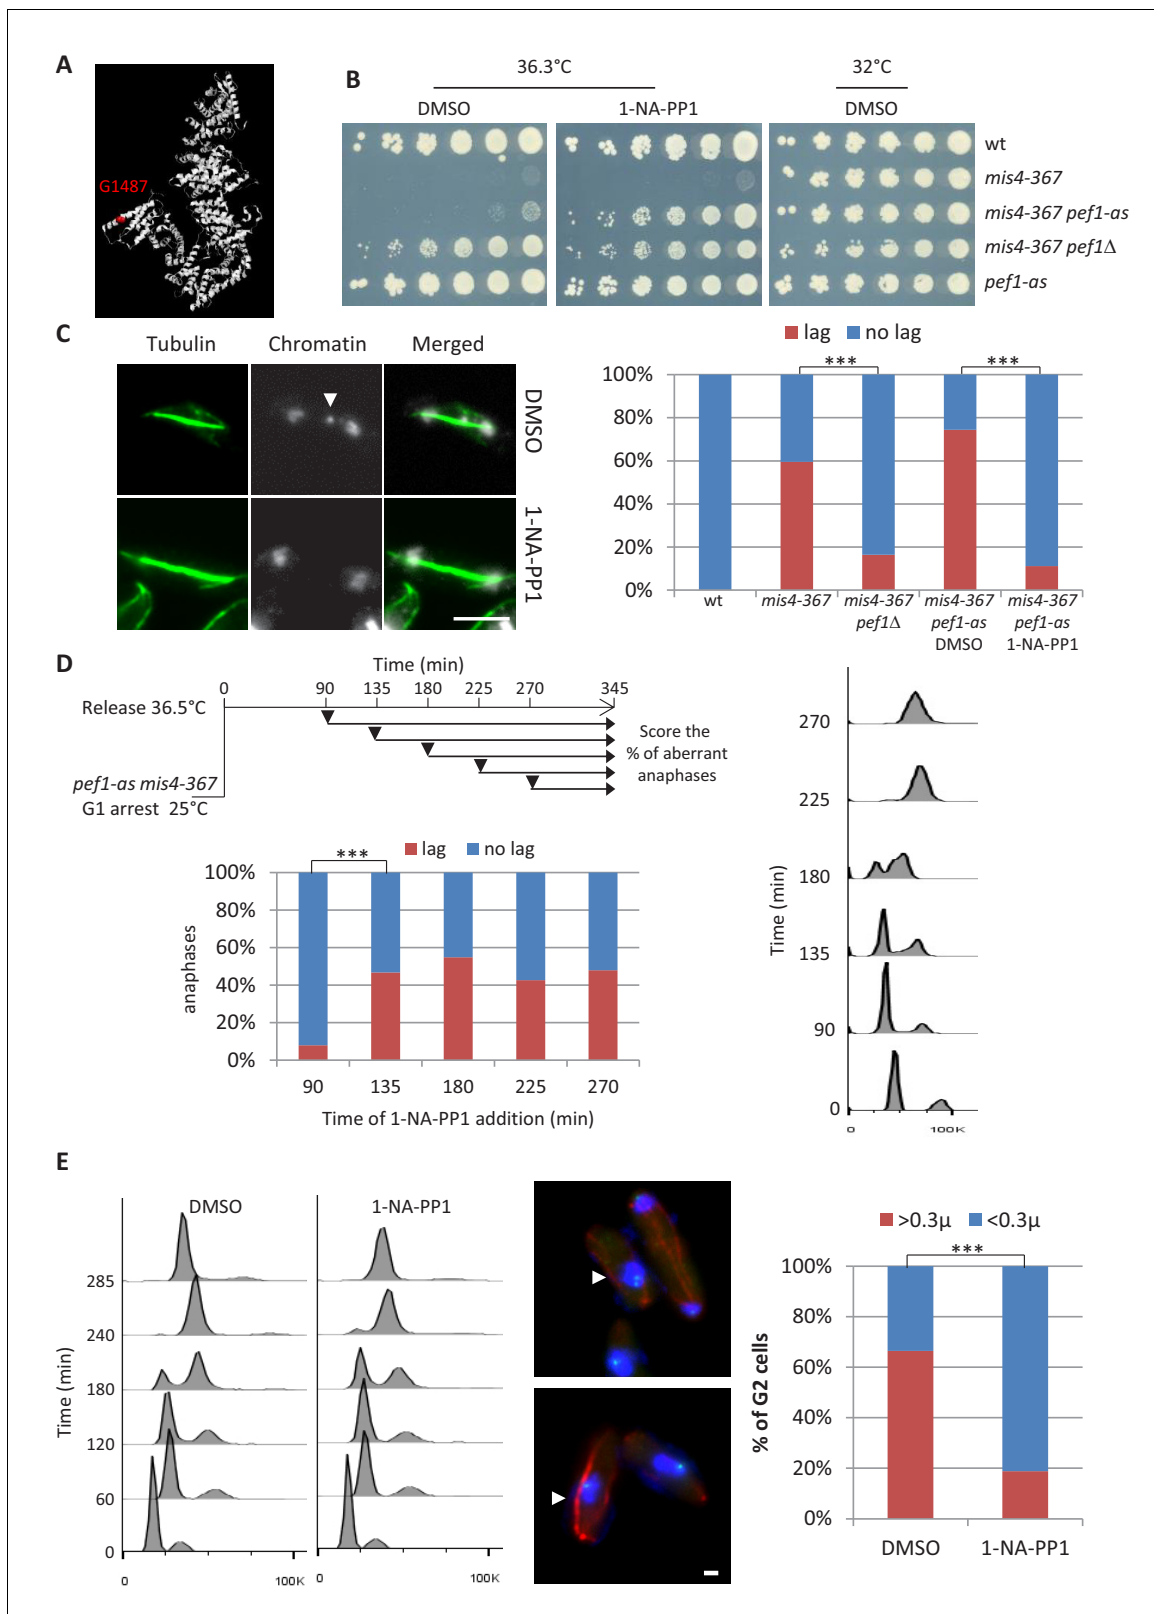 A
G1487
B
36.3°C
32°C
DMSO
1-NA-PP1
DMSO
wt
mis4-367
mis4-367 pef1-as
mis4-367 pef1Δ
pef1-as
C
Tubulin
Chromatin
Merged
DMSO
1-NA-PP1
lag
no lag
***
***
100%
80%
60%
40%
20%
0%
wt
mis4-367
mis4-367 pef1Δ
mis4-367 pef1-as DMSO
mis4-367 pef1-as 1-NA-PP1
D
Time (min)
0
90
135
180
225
270
345
Release 36.5°C
pef1-as mis4-367
G1 arrest 25°C
Score the
% of aberrant
anaphases
lag
no lag
***
100%
80%
60%
40%
20%
0%
anaphases
90
135
180
225
270
Time of 1-NA-PP1 addition (min)
Time (min)
270
225
180
135
90
0
0
100K
E
DMSO
1-NA-PP1
Time (min)
285
240
180
120
60
0
0
100K
0
100K
>0.3μ
<0.3μ
***
% of G2 cells
100%
80%
60%
40%
20%
0%
DMSO
1-NA-PP1